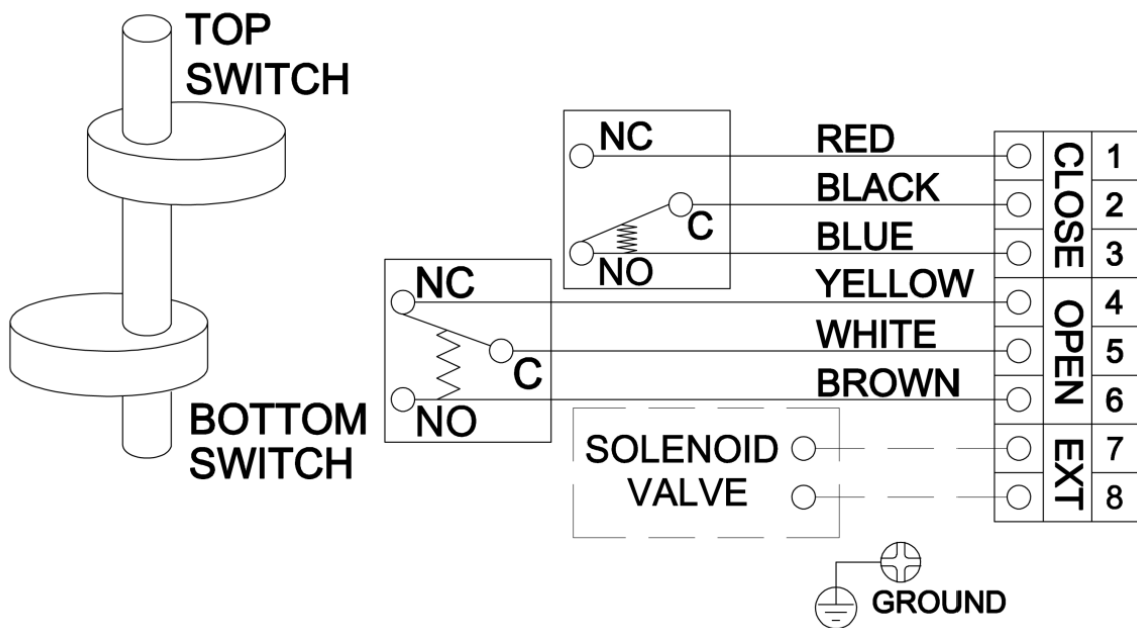 TOP
SWITCH
NC
RED
CLOSE
1
BLACK
2
C
BLUE
3
NO
NC
YELLOW
OPEN
4
WHITE
5
C
BROWN
6
NO
BOTTOM
SWITCH
SOLENOID
VALVE
EXT
7
8
GROUND